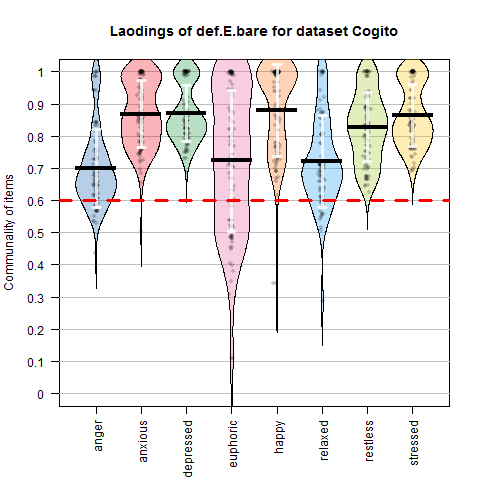 Laodings of def.E.bare for dataset Cogito
Communality of items
1
0.9
0.8
0.7
0.6
0.5
0.4
0.3
0.2
0.1
0
anger
anxious
depressed
euphoric
happy
relaxed
restless
stressed